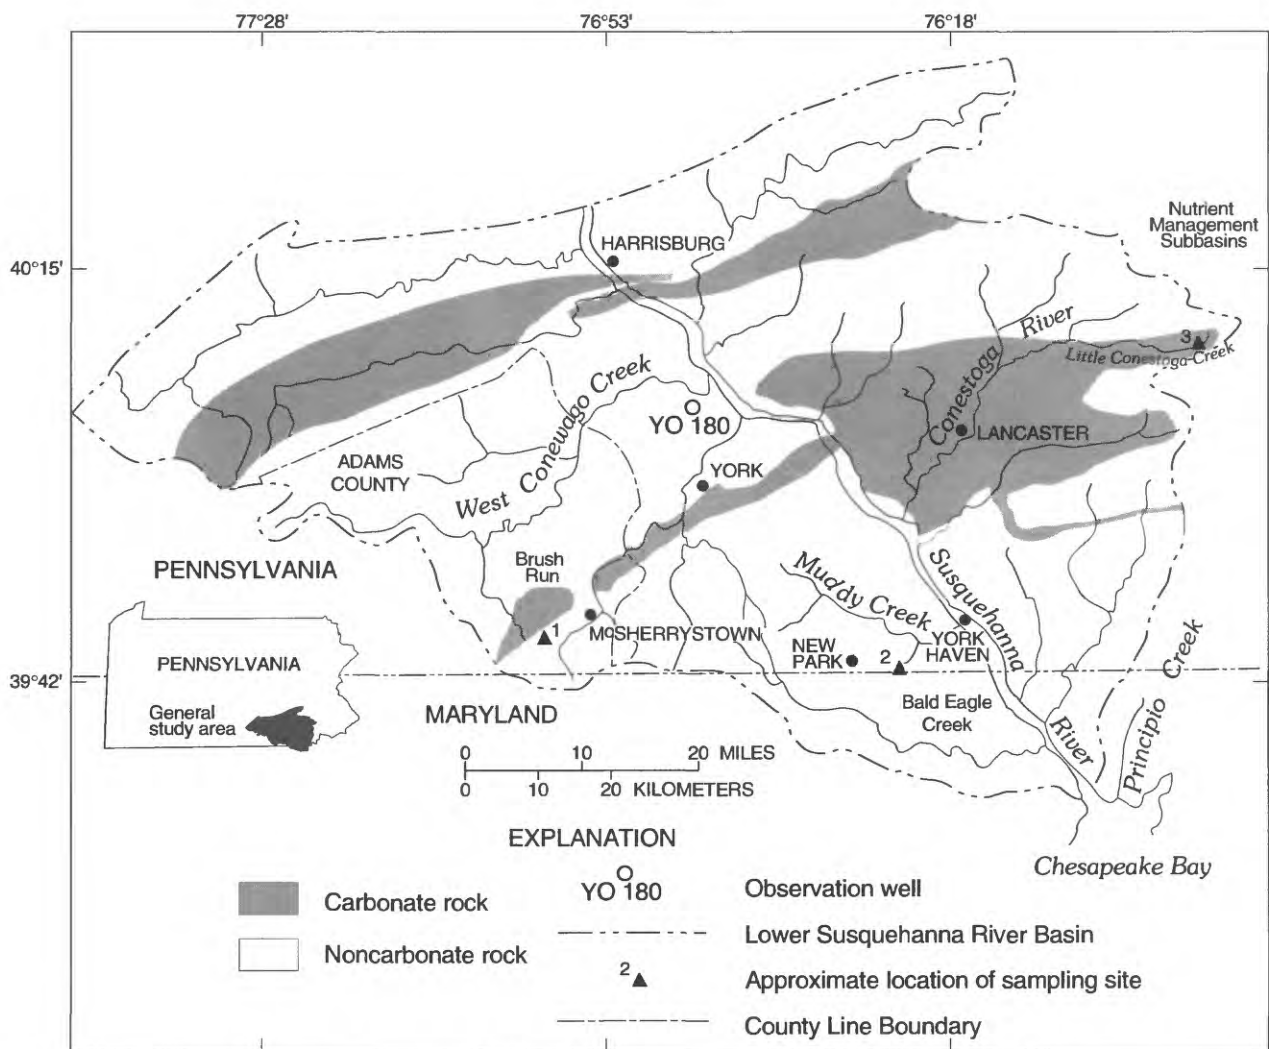 77°28'
76°53'
76°18'
40°15'
39°42'
HARRISBURG
Nutrient
Management
Subbasins
Conestoga River
3
Little Conestoga Creek
West Conewago Creek
YO 180
LANCASTER
ADAMS
COUNTY
YORK
PENNSYLVANIA
Brush
Run
1
McSHERRYSTOWN
Muddy Creek
Susquehanna River
YORK
HAVEN
NEW
PARK
2
Principio Creek
PENNSYLVANIA
General
study area
MARYLAND
Bald Eagle
Creek
0 10 20 MILES
0 10 20 KILOMETERS
Chesapeake Bay
EXPLANATION
Carbonate rock
Noncarbonate rock
YO 180
Observation well
Lower Susquehanna River Basin
2
Approximate location of sampling site
County Line Boundary